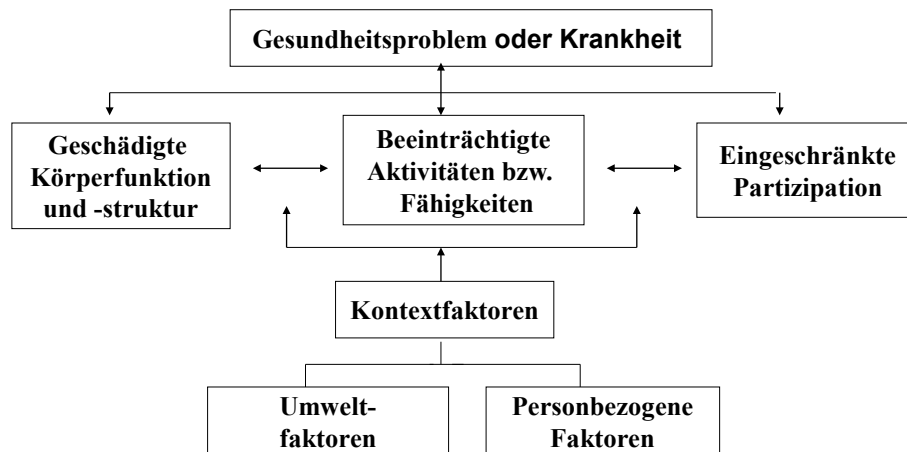 Gesundheitsproblem oder Krankheit
Geschädigte
Körperfunktion
und -struktur
Beeinträchtigte
Aktivitäten bzw.
Fähigkeiten
Eingeschränkte
Partizipation
Kontextfaktoren
Umwelt-
faktoren
Personbezogene
Faktoren